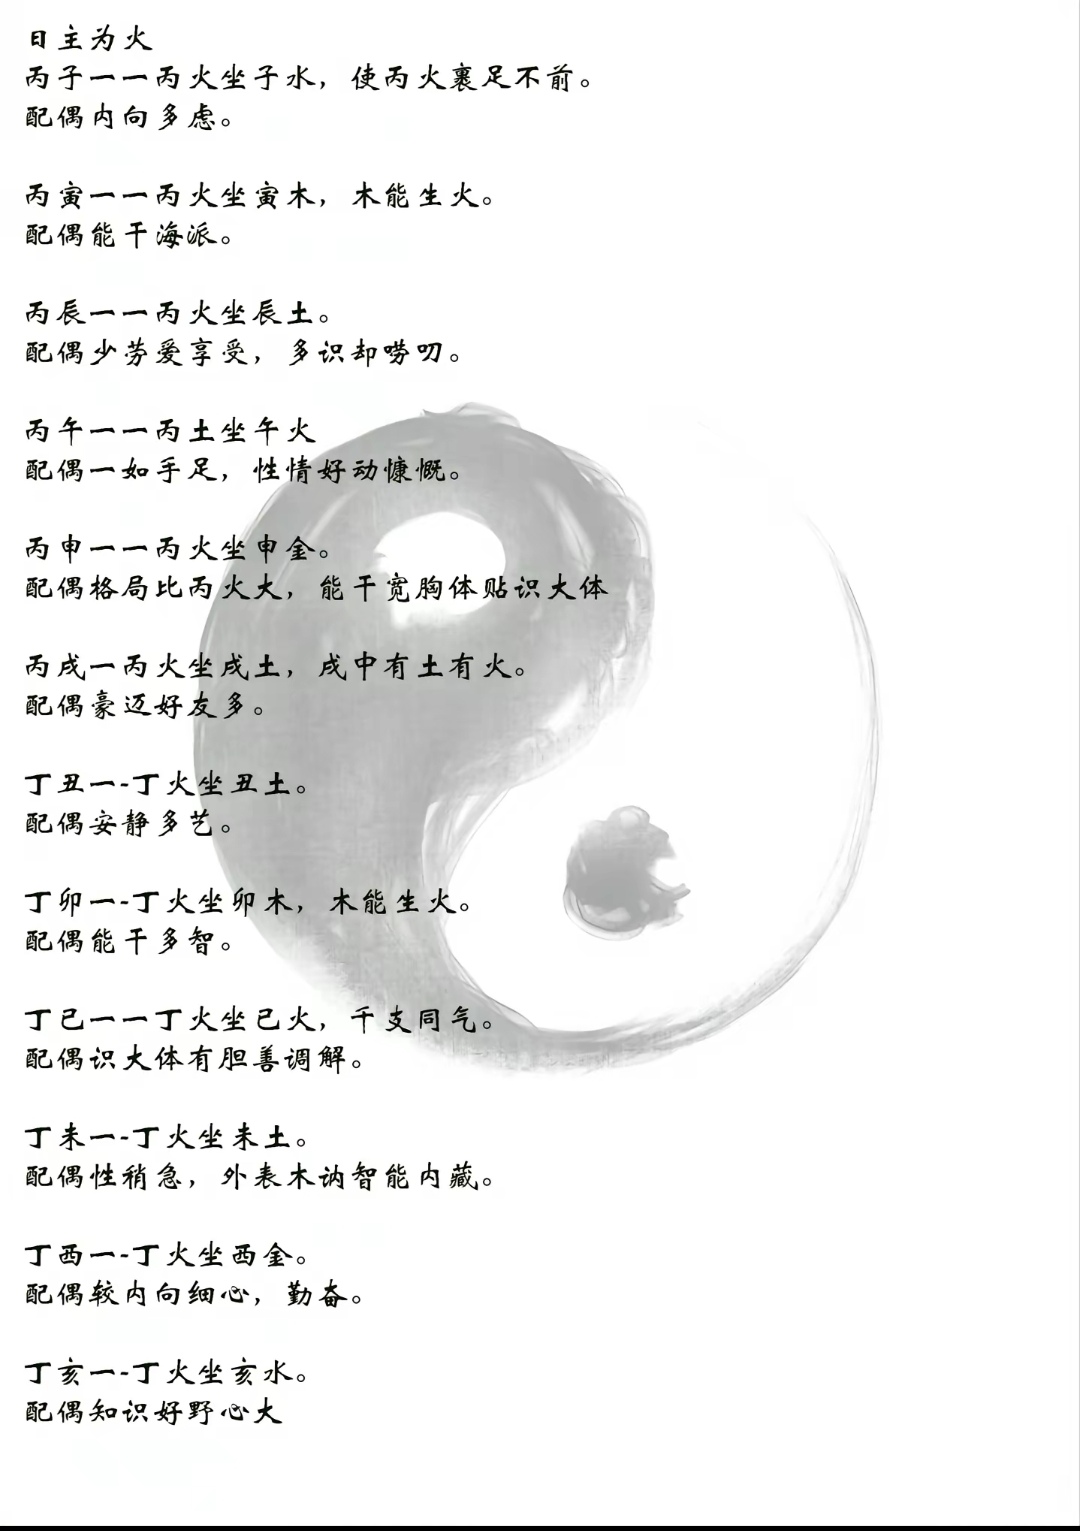 日主为火
丙子一一丙火坐子水，使丙火裹足不前。
配偶内向多虑。
丙寅一一丙火坐寅木，木能生火。
配偶能干海派。
丙辰一一丙火坐辰土。
配偶少劳爱享受，多识却唠叨。
丙午一一丙土坐午火
配偶一如手足，性情好动慷慨。
丙申一一丙火坐申金。
配偶格局比丙火大，能干宽胸体贴识大体
丙戌一丙火坐戌土，戌中有土有火。
配偶豪迈好友多。
丁丑一-丁火坐丑土。
配偶安静多艺。
丁卯一-丁火坐卯木，木能生火。
配偶能干多智。
丁已一一丁火坐已火，干支同气。
配偶识大体有胆善调解。
丁未一-丁火坐未土。
配偶性稍急，外表木讷智能内藏。
丁西一-丁火坐西金。
配偶较内向细心，勤奋。
丁亥一-丁火坐亥水。
配偶知识好野心大